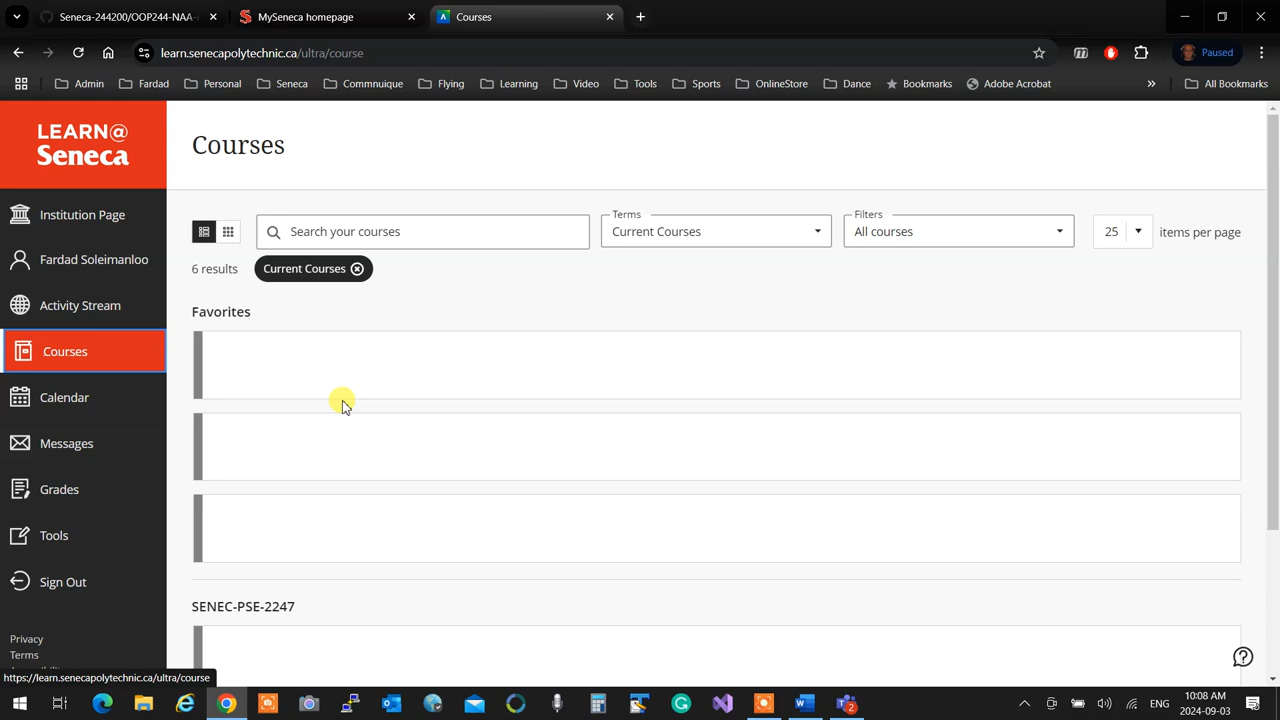 Seneca-244200/OOP244-NAA-
MySeneca homepage
Courses
learn.senecapolytechnic.ca/ultra/course
Paused
Admin
Fardad
Personal
Seneca
Commnuique
Flying
Learning
Video
Tools
Sports
OnlineStore
Dance
Bookmarks
Adobe Acrobat
All Bookmarks
LEARN@
Seneca
Institution Page
Fardad Soleimanloo
Activity Stream
Courses
Calendar
Messages
Grades
Tools
Sign Out
Privacy
Terms
https://learn.senecapolytechnic.ca/ultra/course
Courses
Search your courses
Terms
Current Courses
Filters
All courses
25 items per page
6 results
Current Courses
Favorites
SENEC-PSE-2247
ENG
10:08 AM
2024-09-03